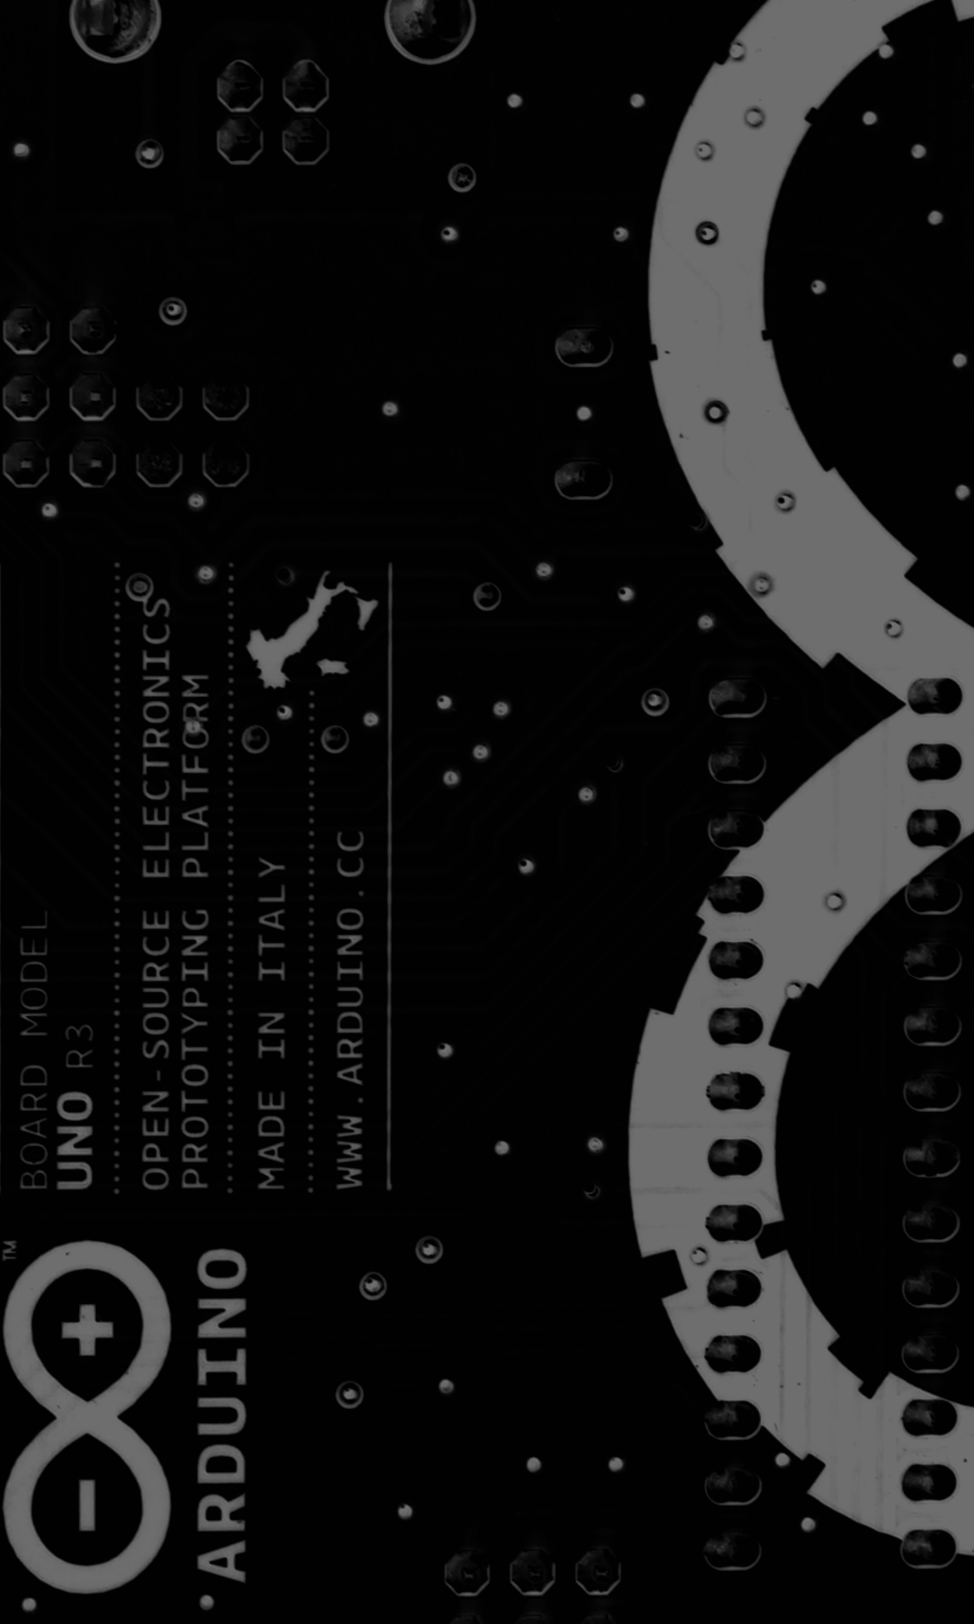 BOARD MODEL
UNO R3
OPEN-SOURCE ELECTRONICS
PROTOTYPING PLATFORM
MADE IN ITALY
WWW.ARDUINO.CC
TM
ARDUINO